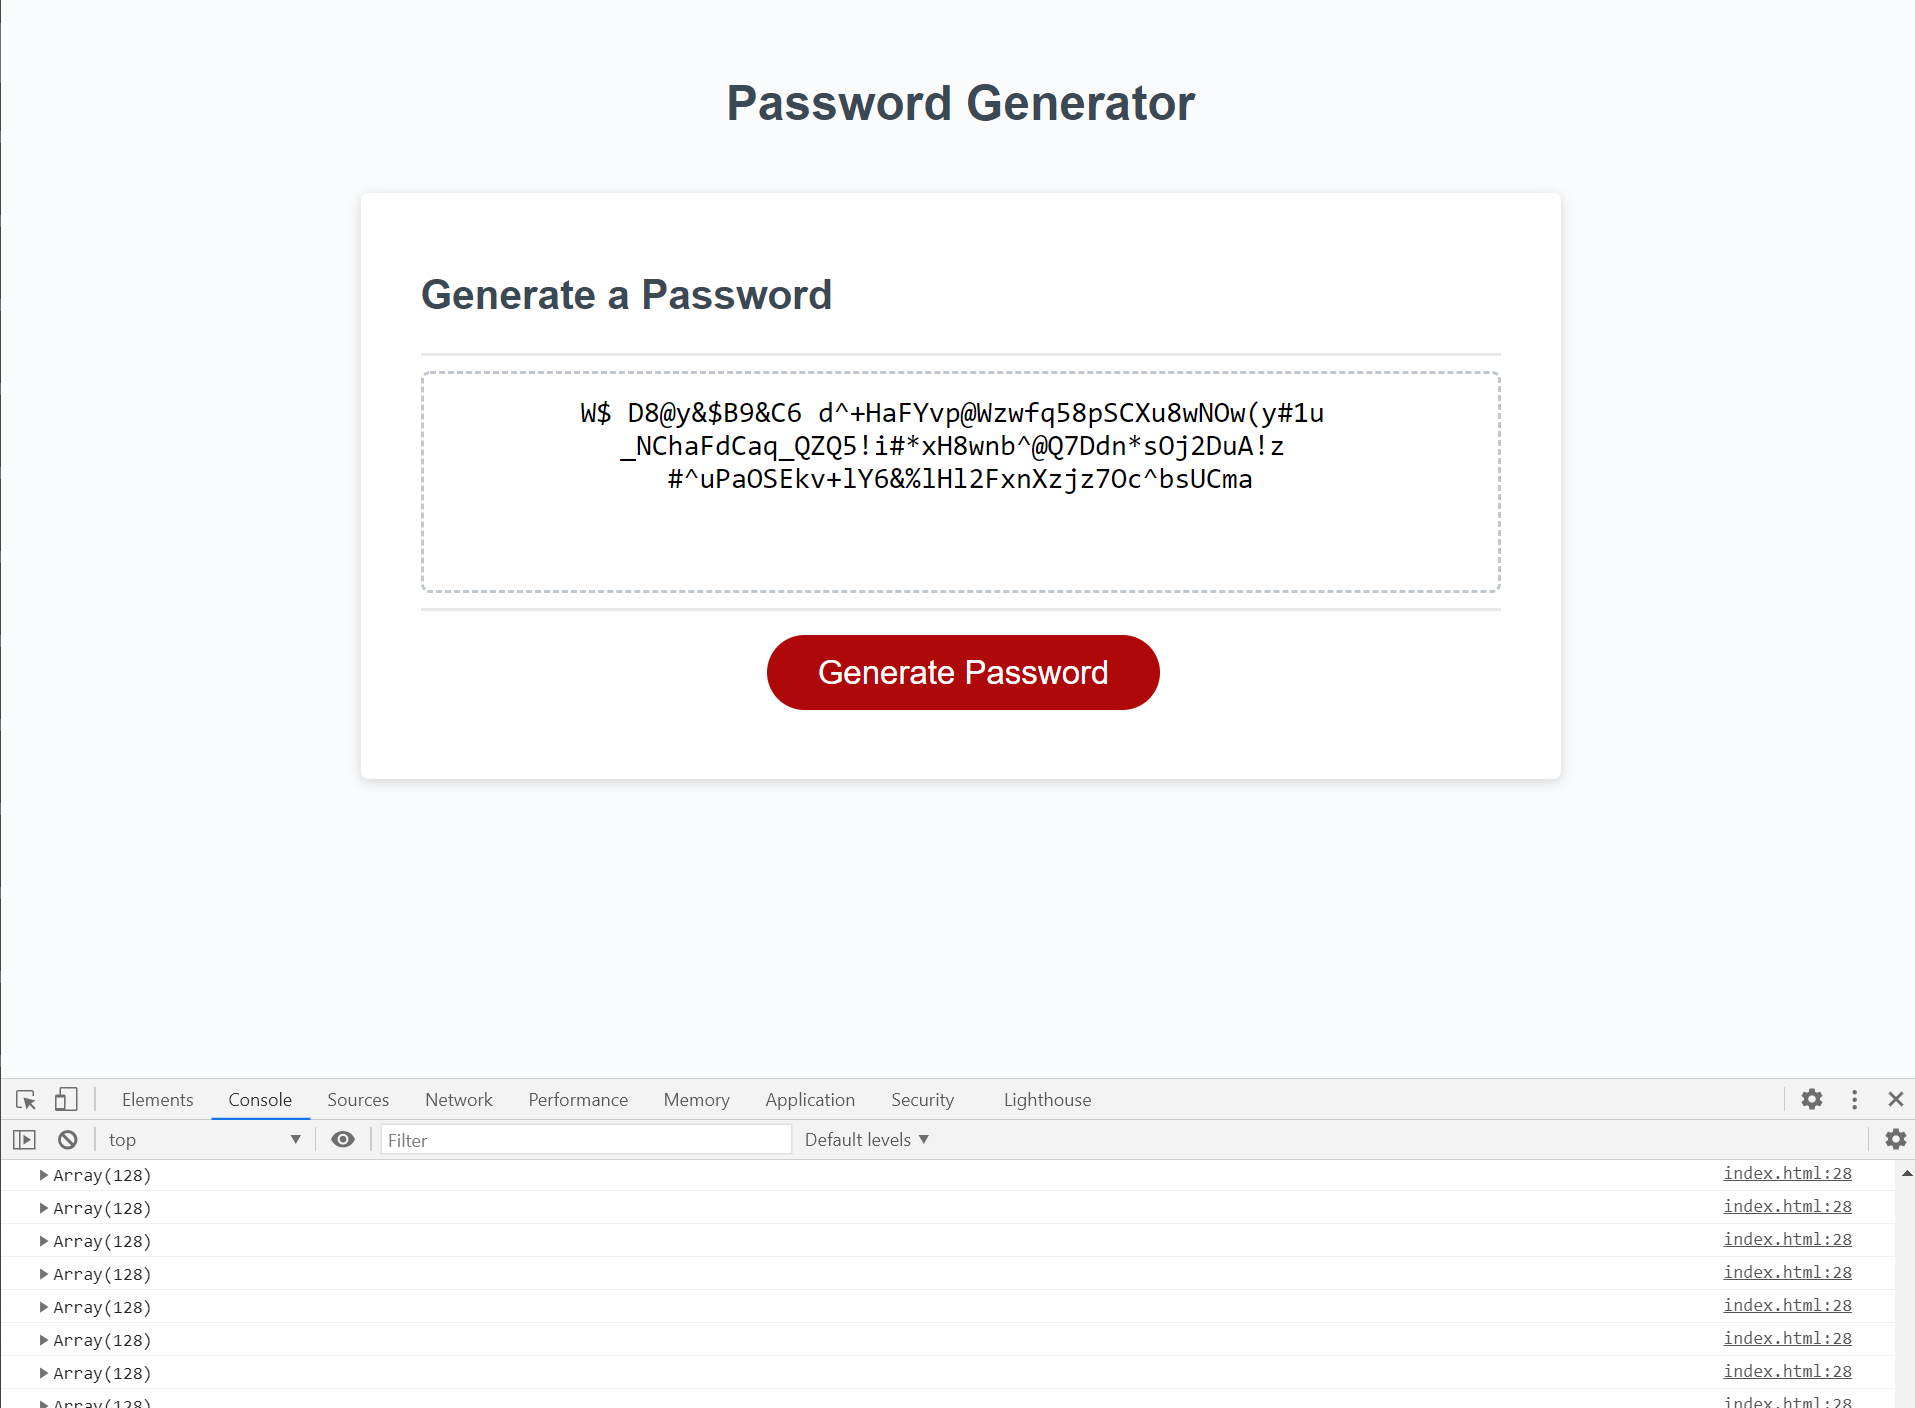 Password Generator
Generate a Password
W$ D8@y&$B9&C6 d^+HaFYvp@Wzwfq58pSCXu8wNOw(y#1u
_NChaFdCaq_QZQ5!i#*xH8wnb^@Q7Ddn*sOj2DuA!z
#^uPaOSEkv+lY6&%lHl2FxnXzjz7Oc^bsUCma
Generate Password
Elements Console Sources Network Performance Memory Application Security Lighthouse
top Filter Default levels
Array(128) index.html:28
Array(128) index.html:28
Array(128) index.html:28
Array(128) index.html:28
Array(128) index.html:28
Array(128) index.html:28
Array(128) index.html:28
Array(128) index.html:28